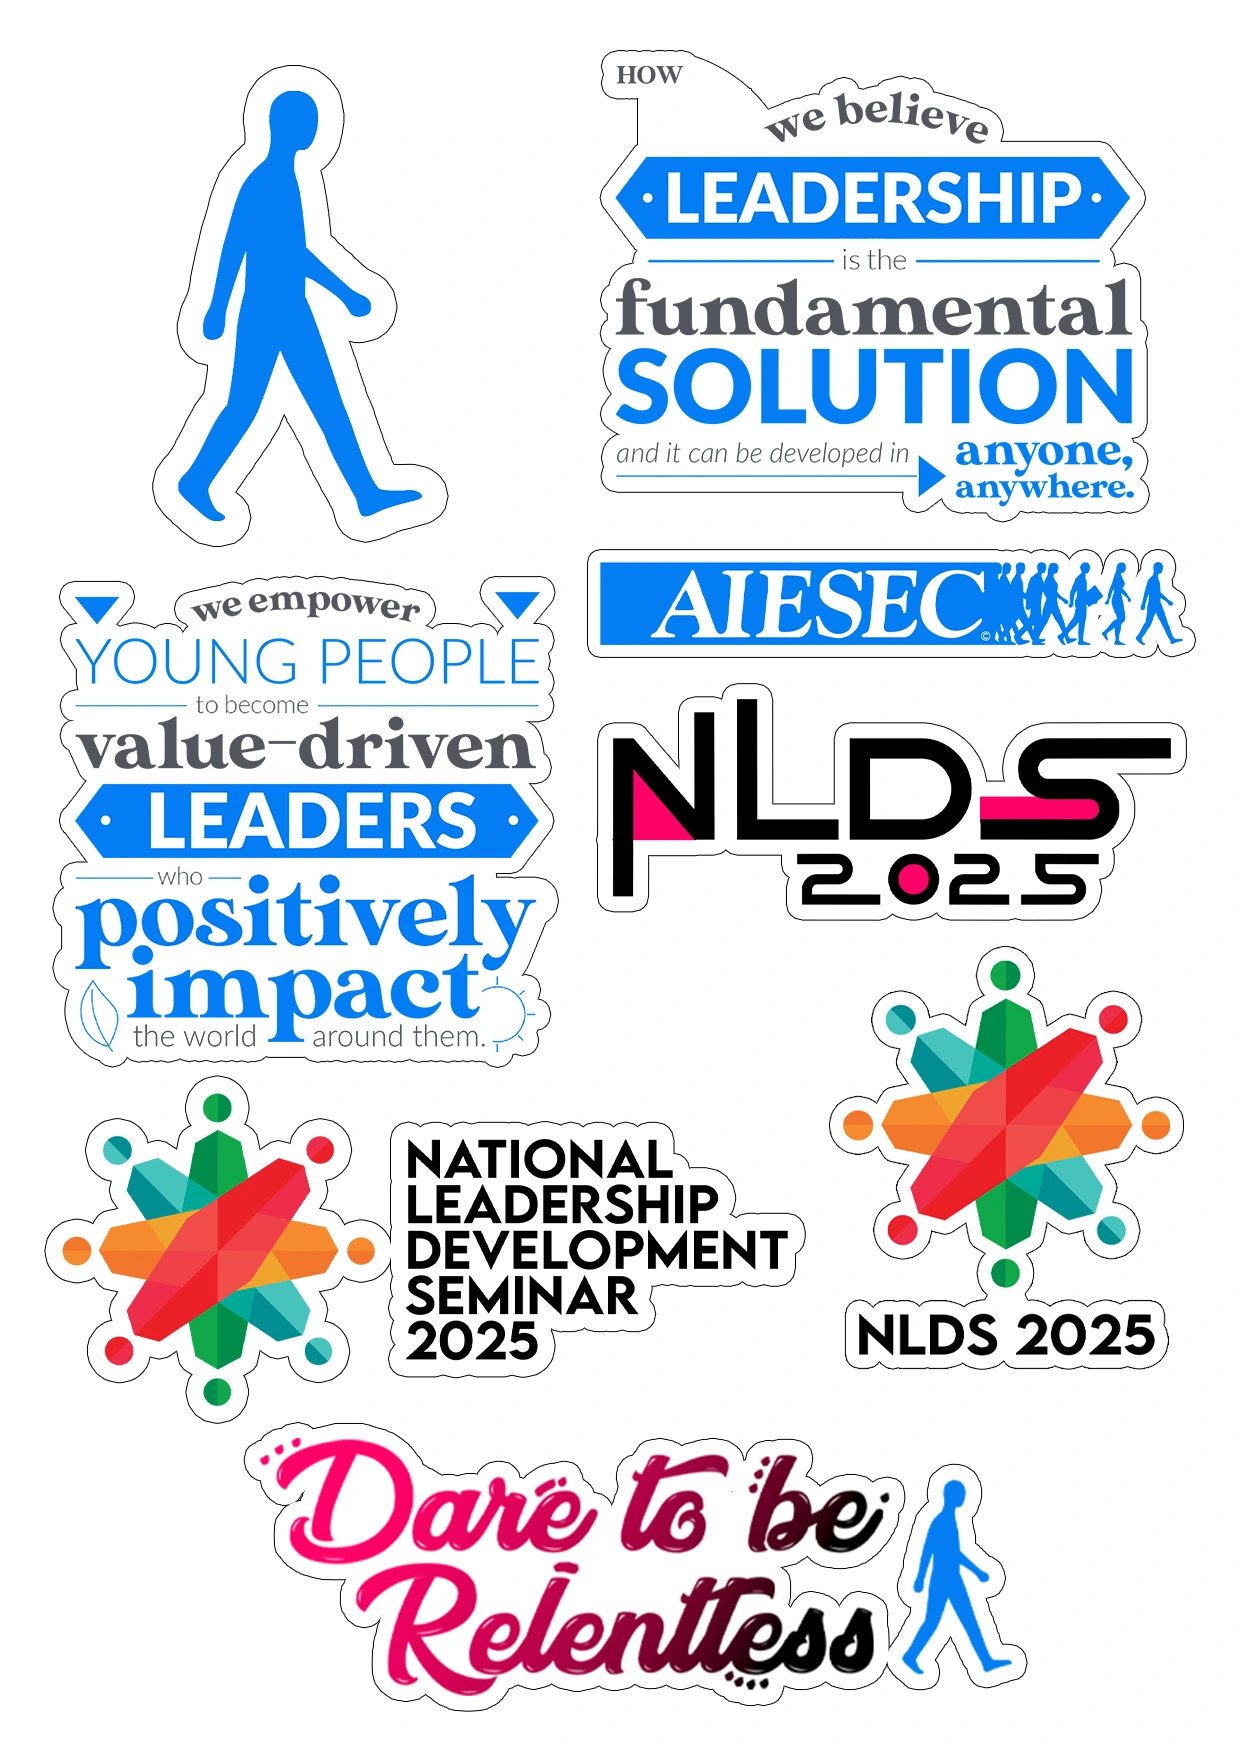 HOW
we believe
LEADERSHIP
is the
fundamental
SOLUTION
and it can be developed in
anyone,
anywhere.
AIESEC
©
we empower
YOUNG PEOPLE
to become
value-driven
LEADERS
who
positively
impact
the world around them.
NLDS
2025
NATIONAL
LEADERSHIP
DEVELOPMENT
SEMINAR
2025
NLDS 2025
Dare to be
Relentless